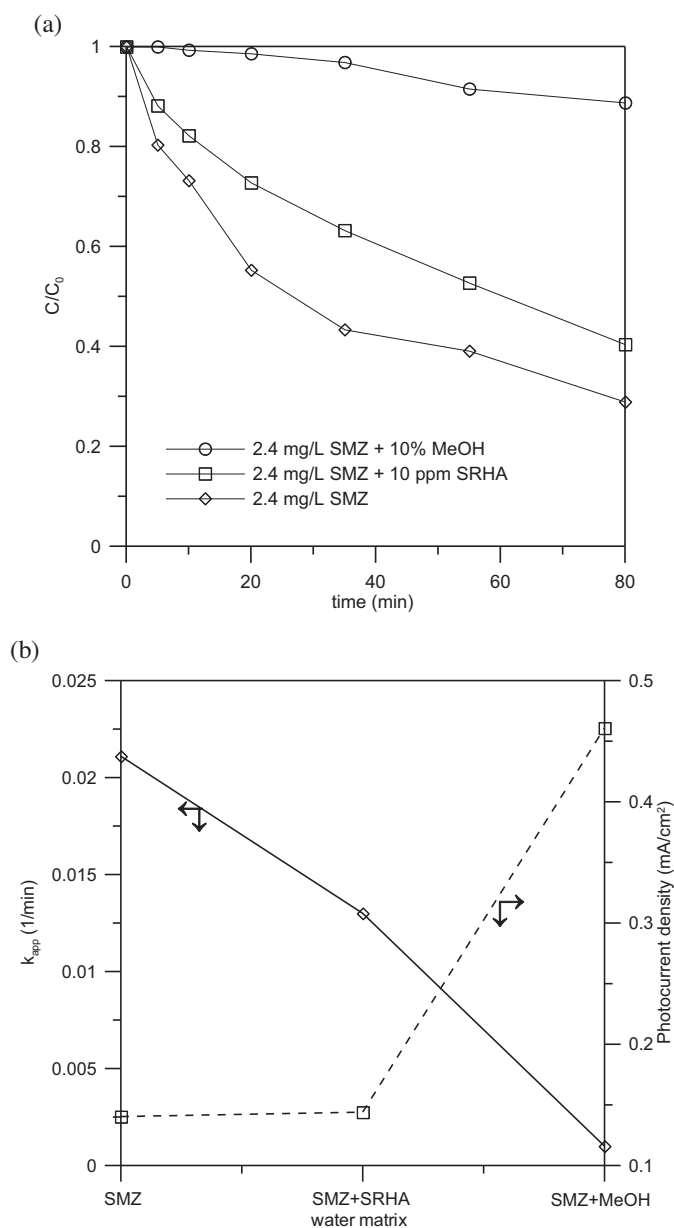 (a)
1
0.8
0.6
0.4
0.2
0
C/C0
2.4 mg/L SMZ + 10% MeOH
2.4 mg/L SMZ + 10 ppm SRHA
2.4 mg/L SMZ
0 20 40 60 80
time (min)
(b)
0.025
0.02
0.015
0.01
0.005
0
kapp (1/min)
0.5
0.4
0.3
0.2
0.1
Photocurrent density (mA/cm²)
SMZ SMZ+SRHA SMZ+MeOH
water matrix